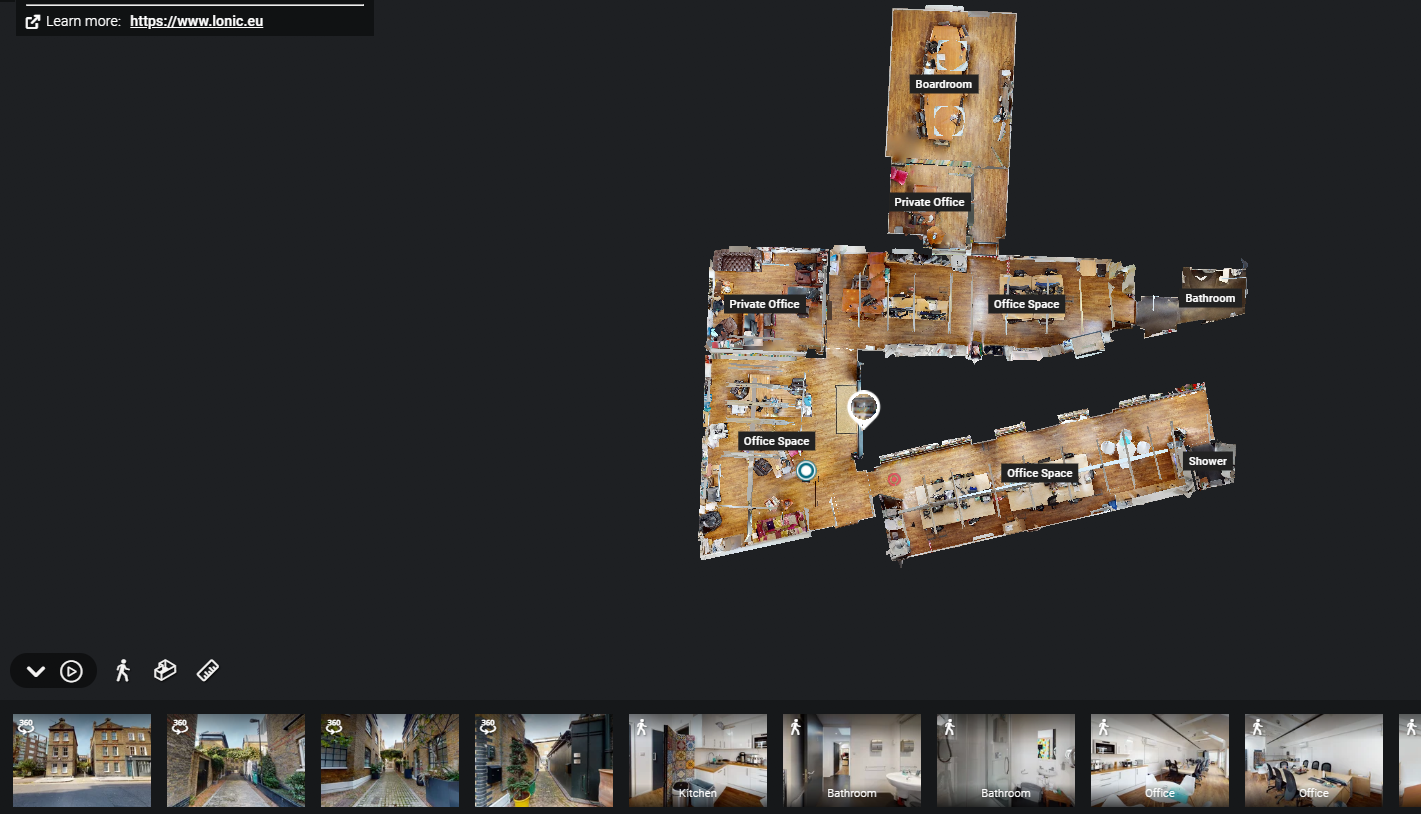 Learn more: https://www.lonic.eu
Boardroom
Private Office
Private Office
Office Space
Bathroom
Office Space
Office Space
Shower
360
360
360
360
Kitchen
Bathroom
Bathroom
Office
Office